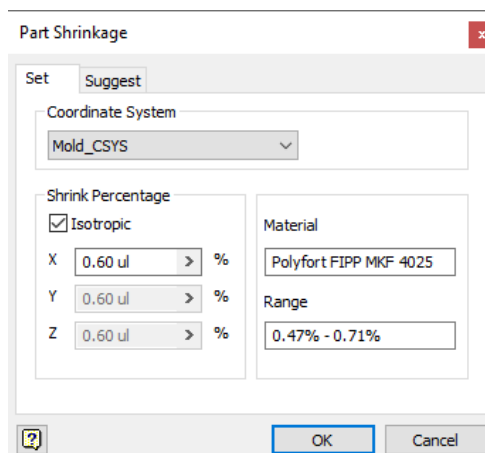 Part Shrinkage
x
Set
Suggest
Coordinate System
Mold_CSYS
Shrink Percentage
Isotropic
X 0.60 ul > %
Y 0.60 ul > %
Z 0.60 ul > %
Material
Polyfort FIPP MKF 4025
Range
0.47% - 0.71%
?
OK
Cancel